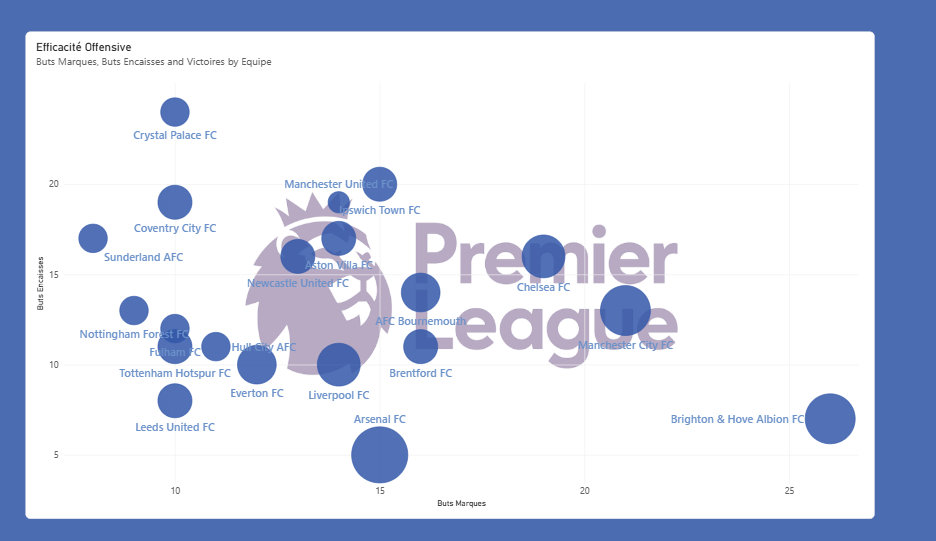 Efficacité Offensive
Buts Marques, Buts Encaisses and Victoires by Equipe
Crystal Palace FC
20
Manchester United FC
Ipswich Town FC
Coventry City FC
Sunderland AFC
Aston Villa FC
Newcastle United FC
15
Chelsea FC
Premier
League
Buts Encaisses
AFC Bournemouth
Nottingham Forest FC
Fulham FC
Hull City AFC
Manchester City FC
10
Tottenham Hotspur FC
Brentford FC
Everton FC
Liverpool FC
Leeds United FC
Arsenal FC
Brighton & Hove Albion FC
5
10
15
20
25
Buts Marques